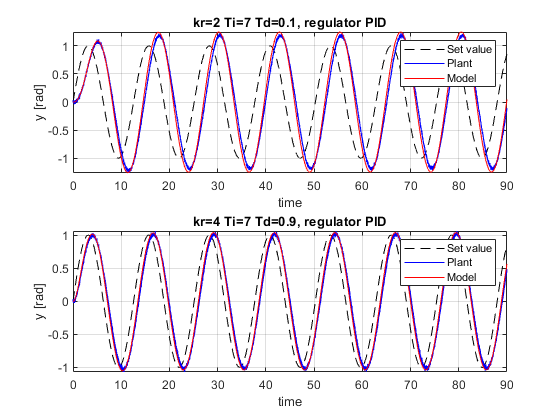 kr=2 Ti=7 Td=0.1, regulator PID
y [rad]
1
0.5
0
-0.5
-1
Set value
Plant
Model
0 10 20 30 40 50 60 70 80 90
time
kr=4 Ti=7 Td=0.9, regulator PID
y [rad]
1
0.5
0
-0.5
-1
Set value
Plant
Model
0 10 20 30 40 50 60 70 80 90
time